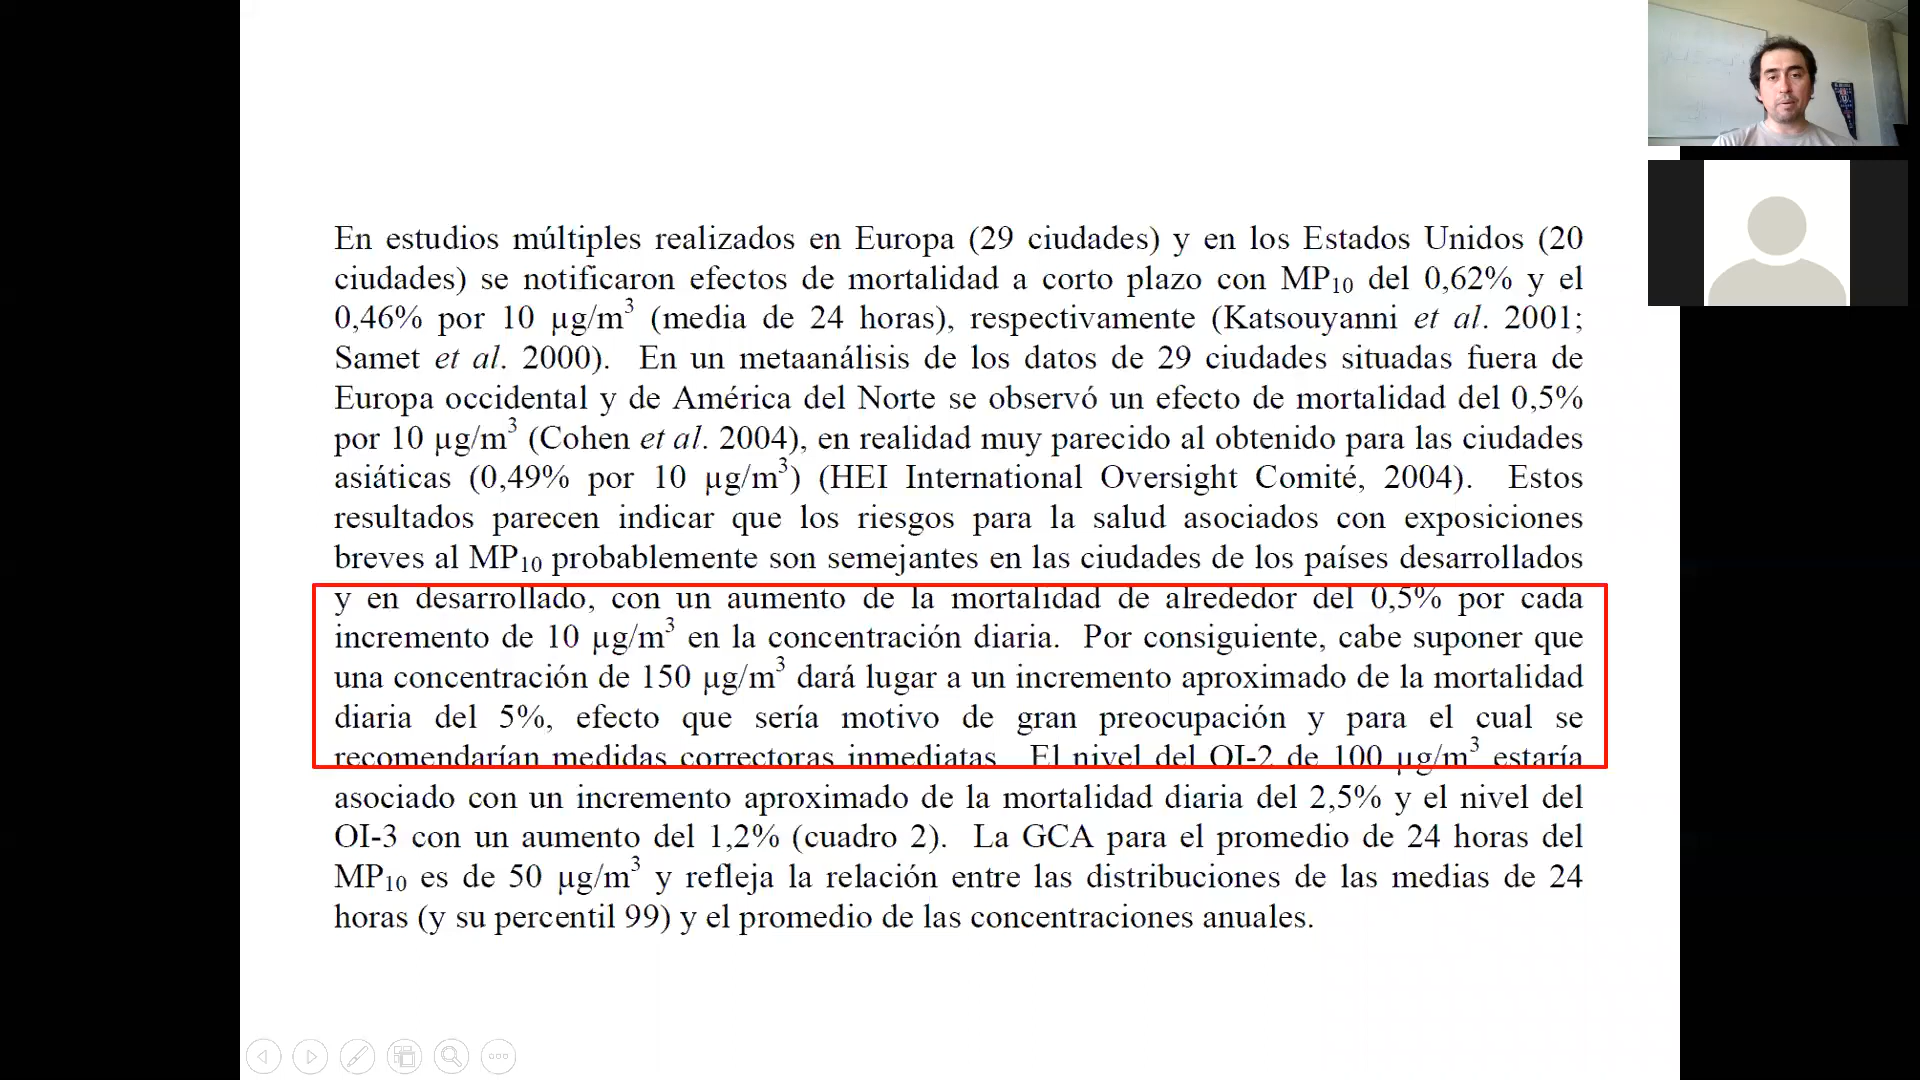 En estudios múltiples realizados en Europa (29 ciudades) y en los Estados Unidos (20
ciudades) se notificaron efectos de mortalidad a corto plazo con MP₁₀ del 0,62% y el
0,46% por 10 µg/m³ (media de 24 horas), respectivamente (Katsouyanni et al. 2001;
Samet et al. 2000). En un metaanálisis de los datos de 29 ciudades situadas fuera de
Europa occidental y de América del Norte se observó un efecto de mortalidad del 0,5%
por 10 µg/m³ (Cohen et al. 2004), en realidad muy parecido al obtenido para las ciudades
asiáticas (0,49% por 10 µg/m³) (HEI International Oversight Comité, 2004). Estos
resultados parecen indicar que los riesgos para la salud asociados con exposiciones
breves al MP₁₀ probablemente son semejantes en las ciudades de los países desarrollados
y en desarrollado, con un aumento de la mortalidad de alrededor del 0,5% por cada
incremento de 10 µg/m³ en la concentración diaria. Por consiguiente, cabe suponer que
una concentración de 150 µg/m³ dará lugar a un incremento aproximado de la mortalidad
diaria del 5%, efecto que sería motivo de gran preocupación y para el cual se
recomendarían medidas correctoras inmediatas. El nivel del OI-2 de 100 µg/m³ estaría
asociado con un incremento aproximado de la mortalidad diaria del 2,5% y el nivel del
OI-3 con un aumento del 1,2% (cuadro 2). La GCA para el promedio de 24 horas del
MP₁₀ es de 50 µg/m³ y refleja la relación entre las distribuciones de las medias de 24
horas (y su percentil 99) y el promedio de las concentraciones anuales.